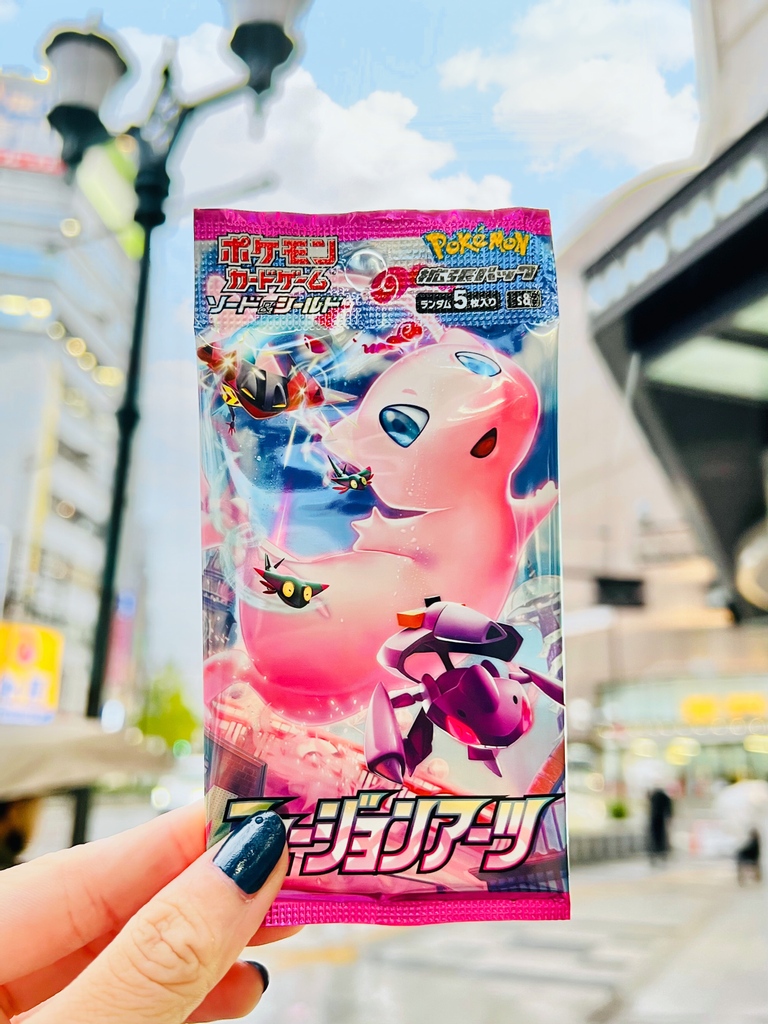 ポケモン
カードゲーム
ソード&シールド
Pokémon
拡張パック
ランダム5枚入り
s8
ージョンアーツ